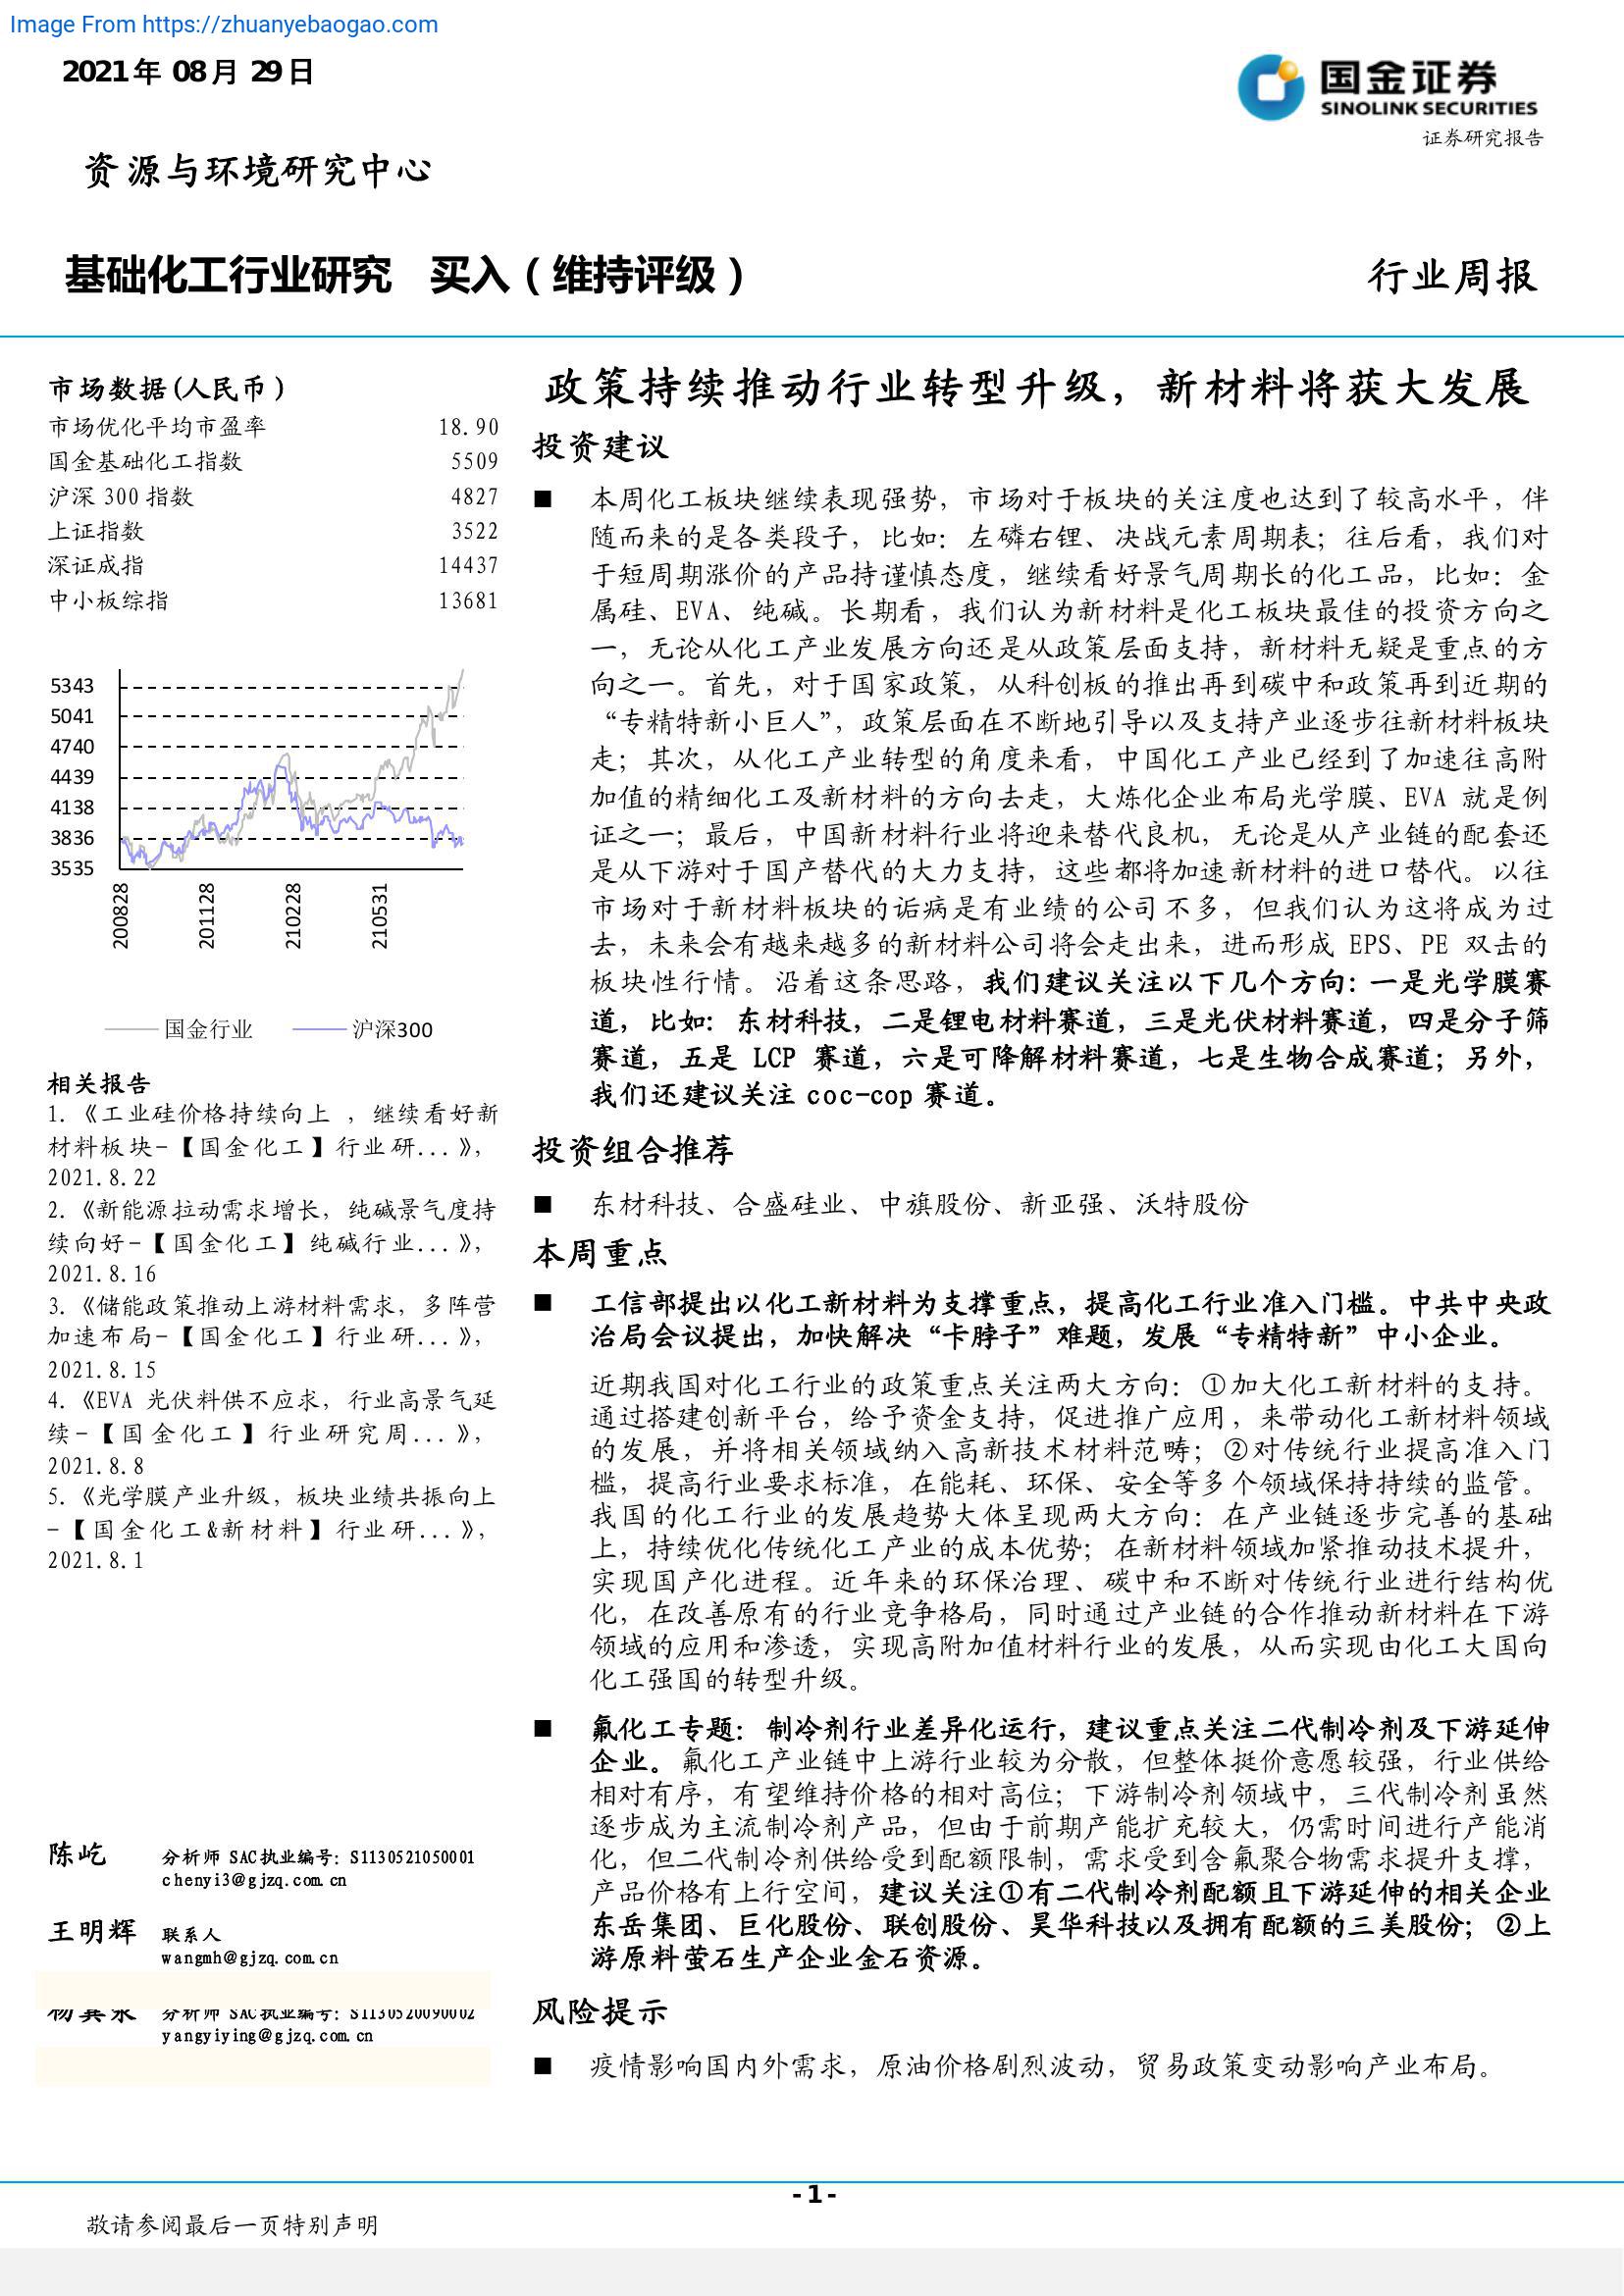 Image From https://zhuanyebaogao.com
2021年 08月 29日
国金证券
SINOLINK SECURITIES
证券研究报告
资源与环境研究中心
基础化工行业研究 买入（维持评级）
行业周报
市场数据(人民币）
市场优化平均市盈率 18.90
国金基础化工指数 5509
沪深 300 指数 4827
上证指数 3522
深证成指 14437
中小板综指 13681
5343
5041
4740
4439
4138
3836
3535
200828
201128
210228
210531
国金行业 沪深300
相关报告
1.《工业硅价格持续向上 ，继续看好新
材料板块-【国金化工】行业研...》，
2021.8.22
2.《新能源拉动需求增长，纯碱景气度持
续向好-【国金化工】纯碱行业...》，
2021.8.16
3.《储能政策推动上游材料需求，多阵营
加速布局-【国金化工】行业研...》，
2021.8.15
4.《EVA 光伏料供不应求，行业高景气延
续-【国金化工】行业研究周...》，
2021.8.8
5.《光学膜产业升级，板块业绩共振向上
-【国金化工&新材料】行业研...》，
2021.8.1
陈屹 分析师 SAC执业编号：S1130521050001
chenyi3@gjzq.com.cn
王明辉 联系人
wangmh@gjzq.com.cn
分析师 SAC执业编号：S1130520090002
yangyiying@gjzq.com.cn
政策持续推动行业转型升级，新材料将获大发展
投资建议
■ 本周化工板块继续表现强势，市场对于板块的关注度也达到了较高水平，伴
随而来的是各类段子，比如：左磷右锂、决战元素周期表；往后看，我们对
于短周期涨价的产品持谨慎态度，继续看好景气周期长的化工品，比如：金
属硅、EVA、纯碱。长期看，我们认为新材料是化工板块最佳的投资方向之
一，无论从化工产业发展方向还是从政策层面支持，新材料无疑是重点的方
向之一。首先，对于国家政策，从科创板的推出再到碳中和政策再到近期的
“专精特新小巨人”，政策层面在不断地引导以及支持产业逐步往新材料板块
走；其次，从化工产业转型的角度来看，中国化工产业已经到了加速往高附
加值的精细化工及新材料的方向去走，大炼化企业布局光学膜、EVA 就是例
证之一；最后，中国新材料行业将迎来替代良机，无论是从产业链的配套还
是从下游对于国产替代的大力支持，这些都将加速新材料的进口替代。以往
市场对于新材料板块的诟病是有业绩的公司不多，但我们认为这将成为过
去，未来会有越来越多的新材料公司将会走出来，进而形成 EPS、PE 双击的
板块性行情。沿着这条思路，我们建议关注以下几个方向：一是光学膜赛
道，比如：东材科技，二是锂电材料赛道，三是光伏材料赛道，四是分子筛
赛道，五是 LCP 赛道，六是可降解材料赛道，七是生物合成赛道；另外，
我们还建议关注 coc-cop 赛道。
投资组合推荐
■ 东材科技、合盛硅业、中旗股份、新亚强、沃特股份
本周重点
■ 工信部提出以化工新材料为支撑重点，提高化工行业准入门槛。中共中央政
治局会议提出，加快解决“卡脖子”难题，发展“专精特新”中小企业。
近期我国对化工行业的政策重点关注两大方向：①加大化工新材料的支持。
通过搭建创新平台，给予资金支持，促进推广应用，来带动化工新材料领域
的发展，并将相关领域纳入高新技术材料范畴；②对传统行业提高准入门
槛，提高行业要求标准，在能耗、环保、安全等多个领域保持持续的监管。
我国的化工行业的发展趋势大体呈现两大方向：在产业链逐步完善的基础
上，持续优化传统化工产业的成本优势；在新材料领域加紧推动技术提升，
实现国产化进程。近年来的环保治理、碳中和不断对传统行业进行结构优
化，在改善原有的行业竞争格局，同时通过产业链的合作推动新材料在下游
领域的应用和渗透，实现高附加值材料行业的发展，从而实现由化工大国向
化工强国的转型升级。
■ 氟化工专题：制冷剂行业差异化运行，建议重点关注二代制冷剂及下游延伸
企业。氟化工产业链中上游行业较为分散，但整体挺价意愿较强，行业供给
相对有序，有望维持价格的相对高位；下游制冷剂领域中，三代制冷剂虽然
逐步成为主流制冷剂产品，但由于前期产能扩充较大，仍需时间进行产能消
化，但二代制冷剂供给受到配额限制，需求受到含氟聚合物需求提升支撑，
产品价格有上行空间，建议关注①有二代制冷剂配额且下游延伸的相关企业
东岳集团、巨化股份、联创股份、昊华科技以及拥有配额的三美股份；②上
游原料萤石生产企业金石资源。
风险提示
■ 疫情影响国内外需求，原油价格剧烈波动，贸易政策变动影响产业布局。
- 1 -
敬请参阅最后一页特别声明